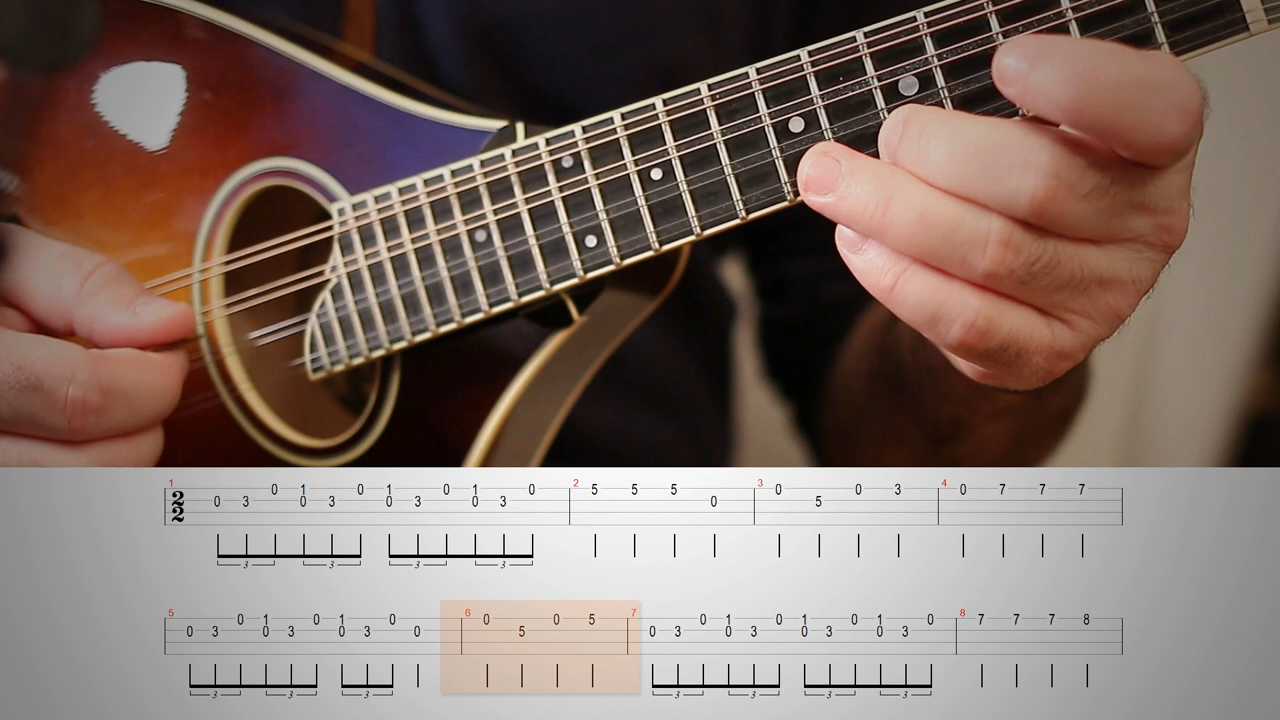 1 2 3 4
0 1 0 1 0 1 0 5 5 5 0 0 3 0 7 7 7
2 0 3 0 3 0 3 0 3 0 5
2
3 3 3 3
5 6 7 8
0 1 0 1 0 0 0 5 0 1 0 1 0 1 0 7 7 7 8
0 3 0 3 0 3 0 5 0 3 0 3 0 3 0 3
3 3 3 3 3 3 3